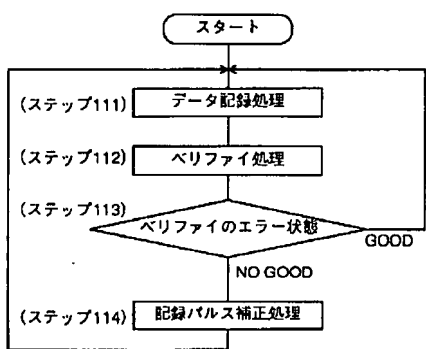 スタート
(ステップ111)
データ記録処理
(ステップ112)
ベリファイ処理
(ステップ113)
ベリファイのエラー状態
GOOD
NO GOOD
(ステップ114)
記録パルス補正処理